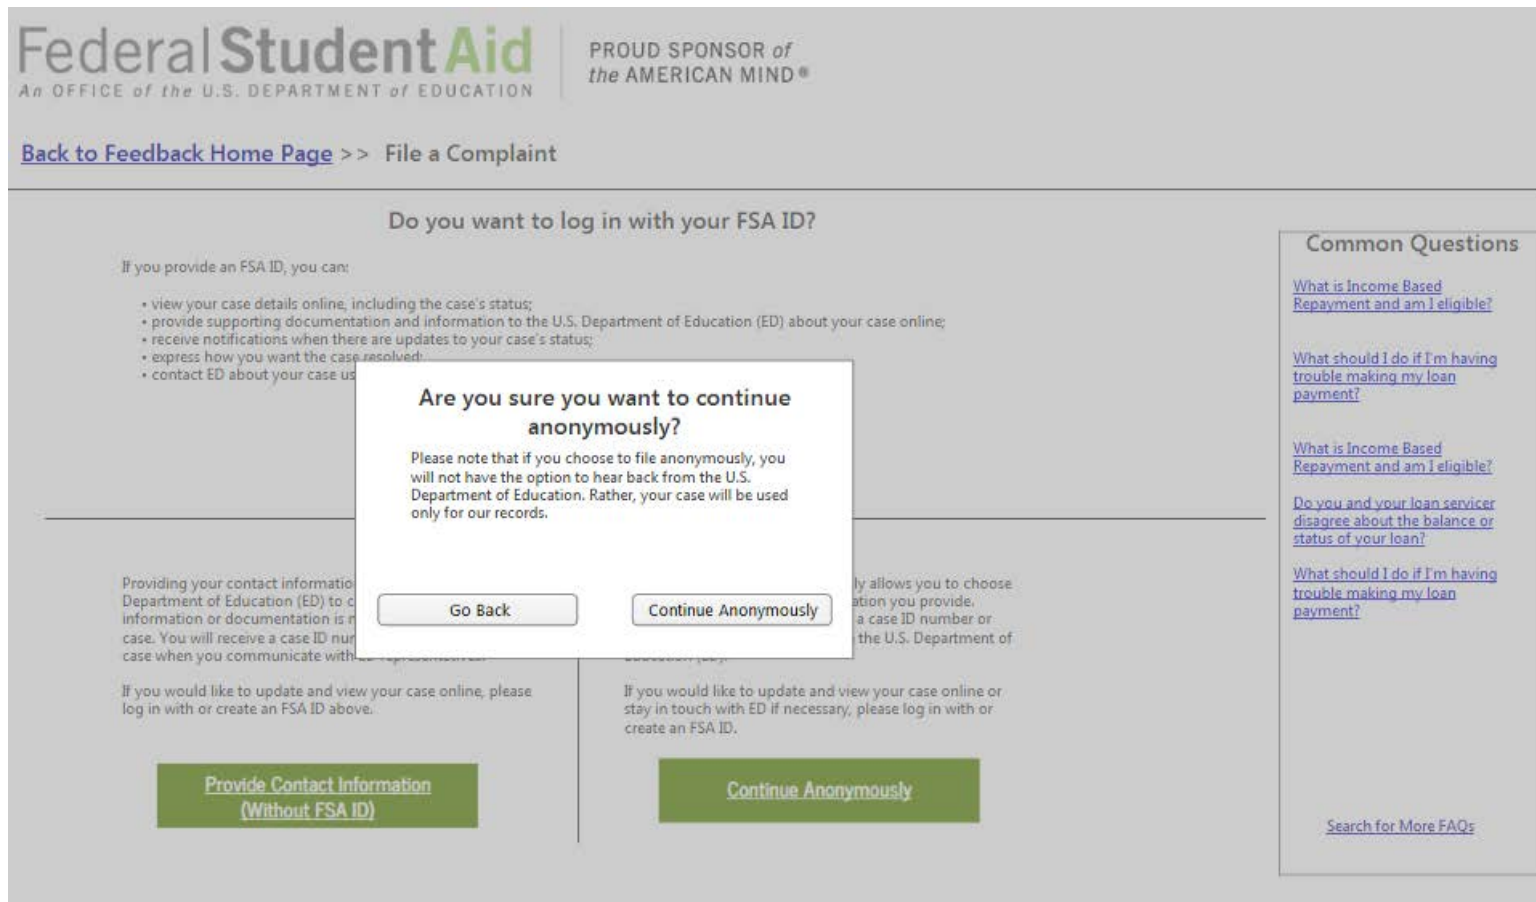 Federal Student Aid
An OFFICE of the U.S. DEPARTMENT of EDUCATION
PROUD SPONSOR of
the AMERICAN MIND®
Back to Feedback Home Page >> File a Complaint
Do you want to log in with your FSA ID?
If you provide an FSA ID, you can:
• view your case details online, including the case's status;
• provide supporting documentation and information to the U.S. Department of Education (ED) about your case online;
• receive notifications when there are updates to your case's status;
• express how you want the case resolved;
• contact ED about your case us
Are you sure you want to continue
anonymously?
Please note that if you choose to file anonymously, you
will not have the option to hear back from the U.S.
Department of Education. Rather, your case will be used
only for our records.
Go Back
Continue Anonymously
Providing your contact informatio
Department of Education (ED) to c
information or documentation is r
case. You will receive a case ID nur
case when you communicate with
If you would like to update and view your case online, please
log in with or create an FSA ID above.
Provide Contact Information
(Without FSA ID)
ly allows you to choose
ation you provide.
a case ID number or
the U.S. Department of
If you would like to update and view your case online or
stay in touch with ED if necessary, please log in with or
create an FSA ID.
Continue Anonymously
Common Questions
What is Income Based
Repayment and am I eligible?
What should I do if I'm having
trouble making my loan
payment?
What is Income Based
Repayment and am I eligible?
Do you and your loan servicer
disagree about the balance or
status of your loan?
What should I do if I'm having
trouble making my loan
payment?
Search for More FAQs